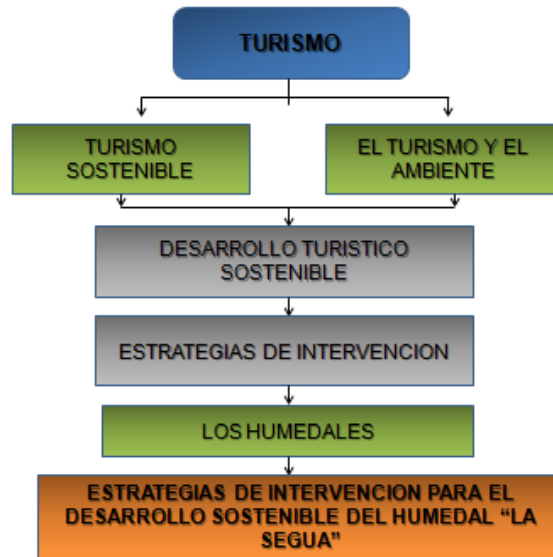 TURISMO
TURISMO
SOSTENIBLE
EL TURISMO Y EL
AMBIENTE
DESARROLLO TURISTICO
SOSTENIBLE
ESTRATEGIAS DE INTERVENCION
LOS HUMEDALES
ESTRATEGIAS DE INTERVENCION PARA EL
DESARROLLO SOSTENIBLE DEL HUMEDAL “LA
SEGUA”